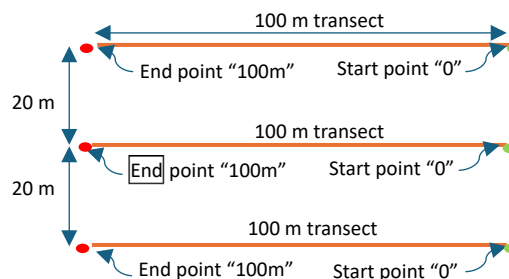 100 m transect
End point “100m” Start point “0”
20 m
100 m transect
End point “100m” Start point “0”
20 m
100 m transect
End point “100m” Start point “0”